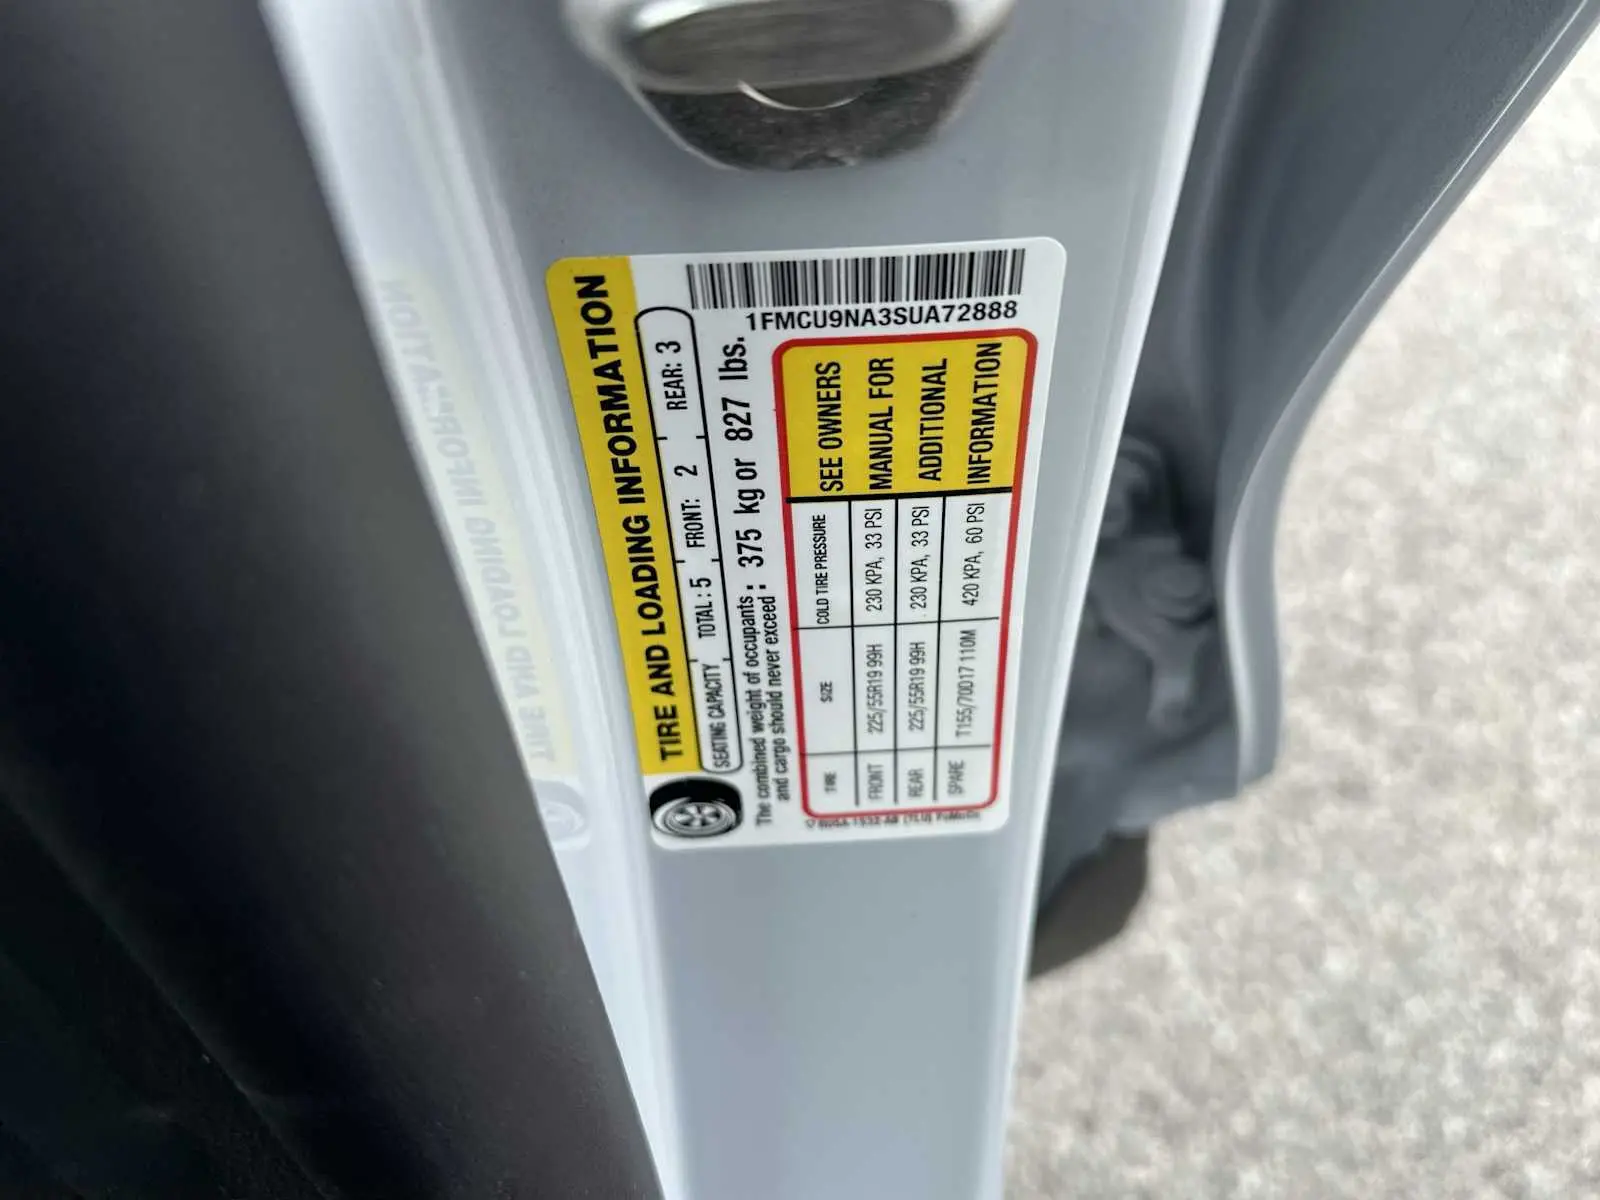 1FMCU9NA3SUA72888
TIRE AND LOADING INFORMATION
SEATING CAPACITY TOTAL : 5 FRONT: 2 REAR: 3
The combined weight of occupants
and cargo should never exceed : 375 kg or 827 lbs.
TIRE SIZE COLD TIRE PRESSURE
FRONT 225/55R19 99H 230 KPA, 33 PSI
REAR 225/55R19 99H 230 KPA, 33 PSI
SPARE T155/70D17 110M 420 KPA, 60 PSI
SEE OWNERS
MANUAL FOR
ADDITIONAL
INFORMATION